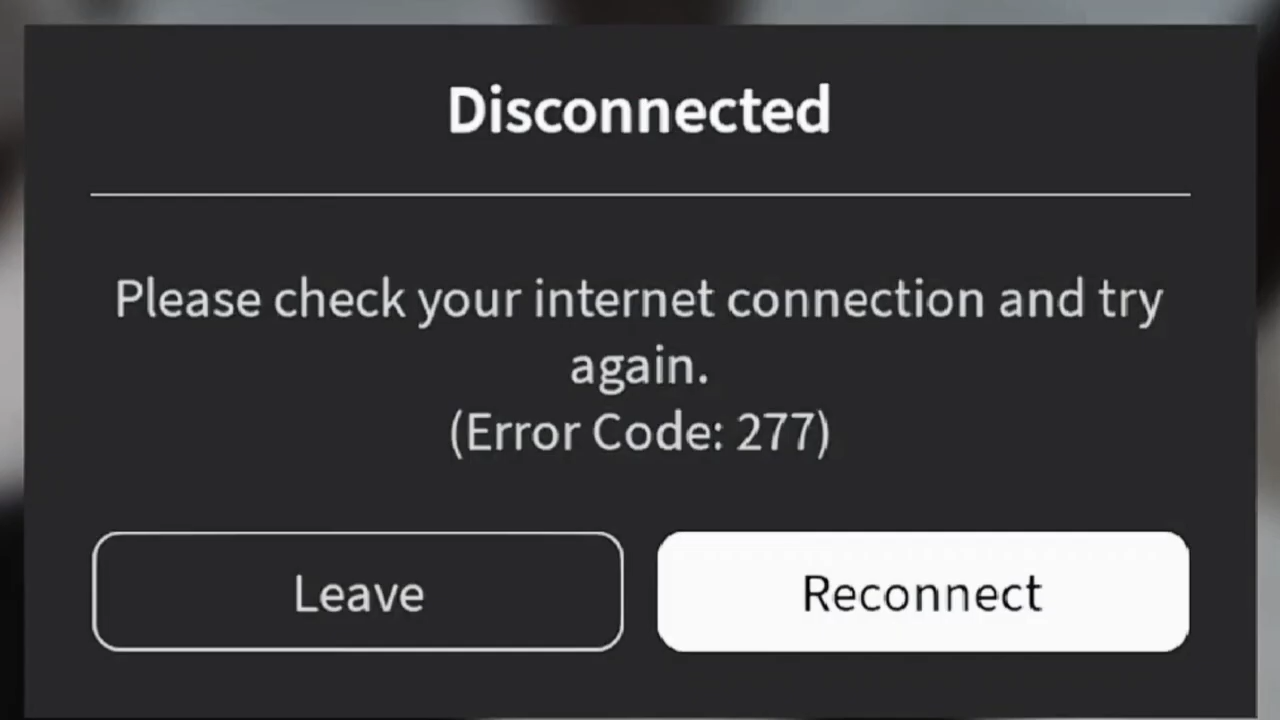 Disconnected
Please check your internet connection and try
again.
(Error Code: 277)
Leave
Reconnect